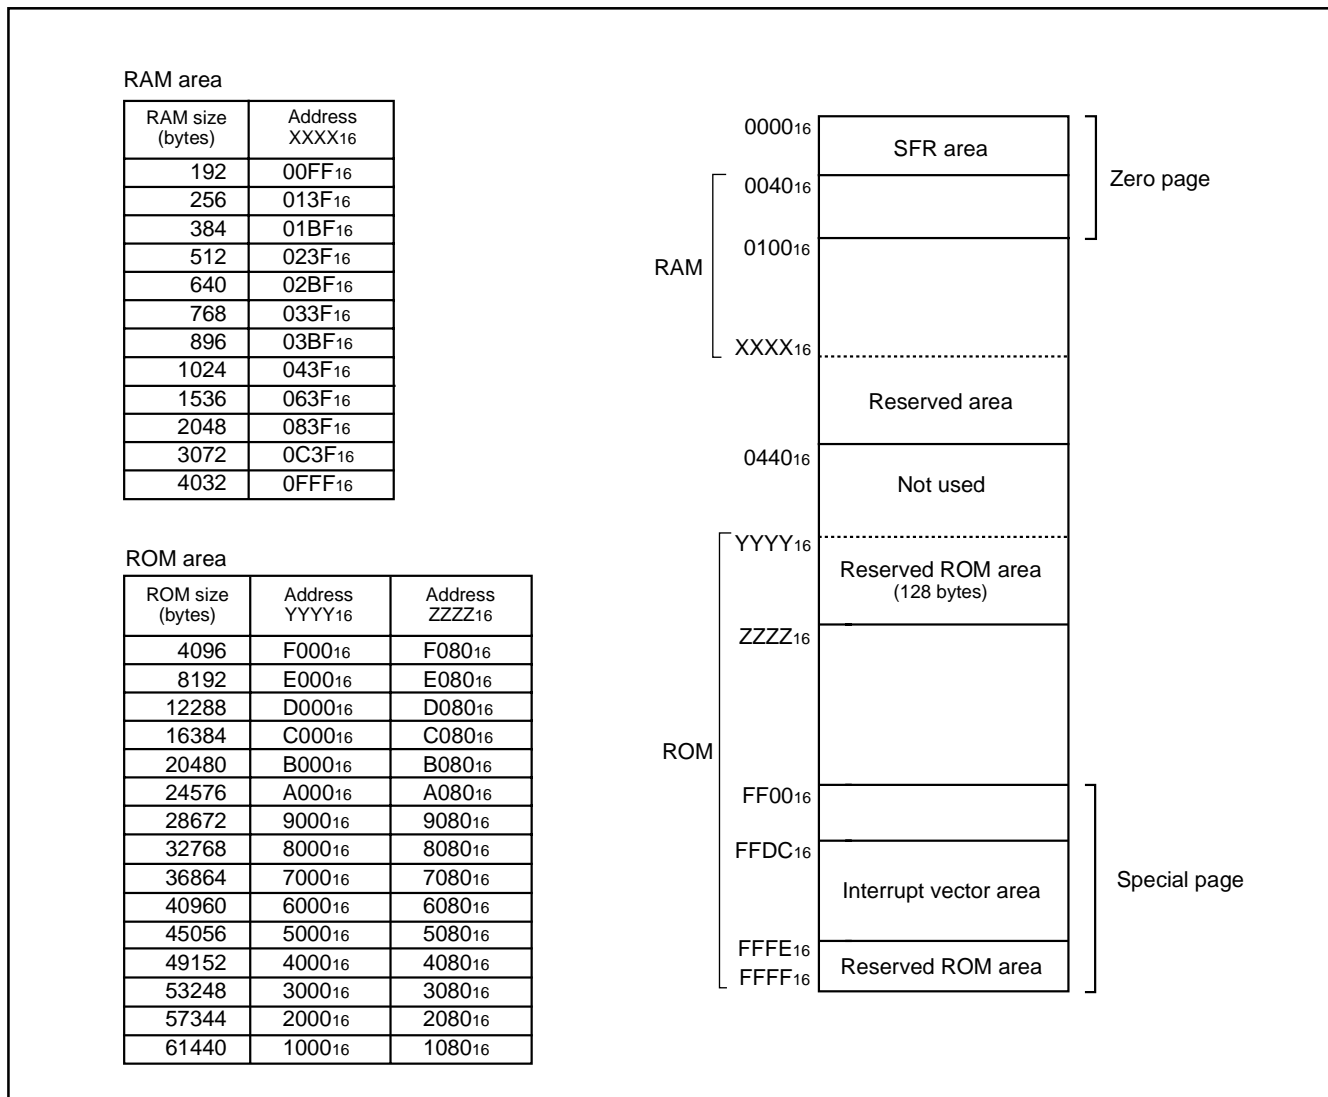 RAM area
RAM size Address
(bytes) XXXX16
192 00FF16
256 013F16
384 01BF16
512 023F16
640 02BF16
768 033F16
896 03BF16
1024 043F16
1536 063F16
2048 083F16
3072 0C3F16
4032 0FFF16
ROM area
ROM size Address Address
(bytes) YYYY16 ZZZZ16
4096 F00016 F08016
8192 E00016 E08016
12288 D00016 D08016
16384 C00016 C08016
20480 B00016 B08016
24576 A00016 A08016
28672 900016 908016
32768 800016 808016
36864 700016 708016
40960 600016 608016
45056 500016 508016
49152 400016 408016
53248 300016 308016
57344 200016 208016
61440 100016 108016
000016
SFR area
Zero page
004016
010016
RAM
XXXX16
Reserved area
044016
Not used
YYYY16
Reserved ROM area
(128 bytes)
ZZZZ16
ROM
FF0016
FFDC16
Interrupt vector area
Special page
FFFE16
Reserved ROM area
FFFF16